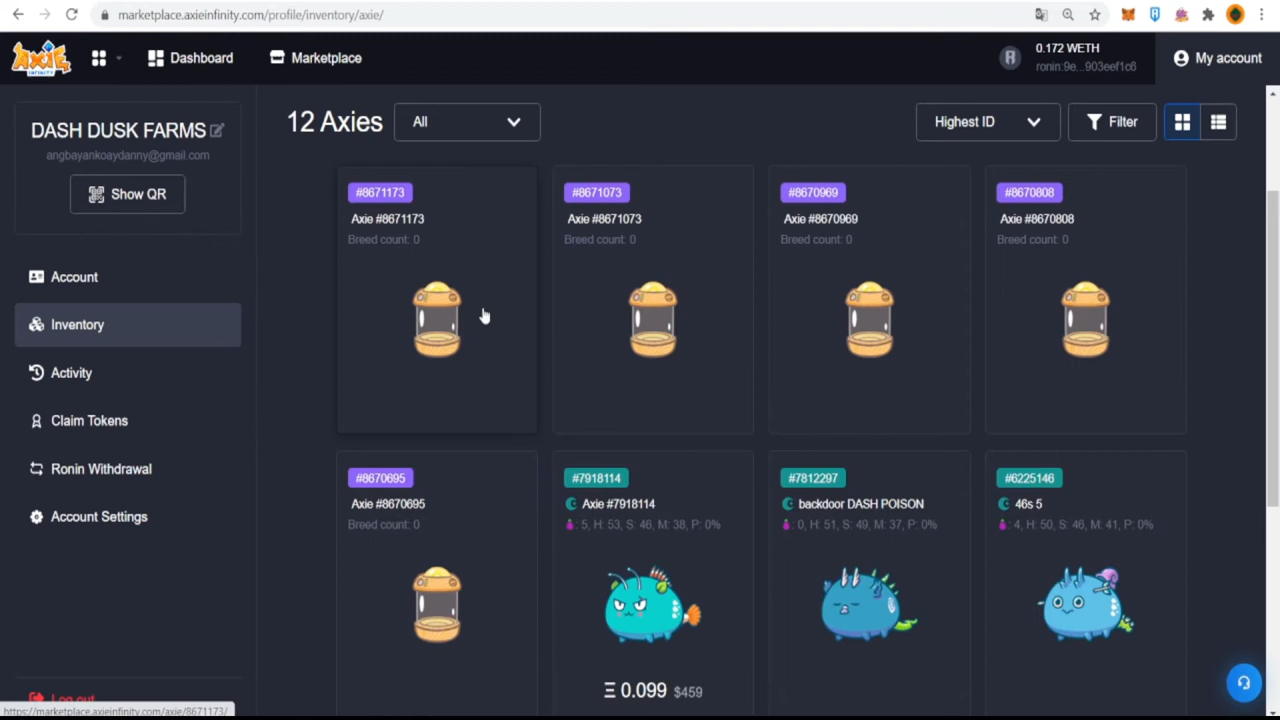 marketplace.axieinfinity.com/profile/inventory/axie/
AXIE
INFINITY
Dashboard
Marketplace
0.172 WETH
ronin:9e...903eef1c6
My account
DASH DUSK FARMS
angbayankoaydanny@gmail.com
Show QR
Account
Inventory
Activity
Claim Tokens
Ronin Withdrawal
Account Settings
Log out
12 Axies
All
Highest ID
Filter
#8671173
Axie #8671173
Breed count: 0
#8671073
Axie #8671073
Breed count: 0
#8670969
Axie #8670969
Breed count: 0
#8670808
Axie #8670808
Breed count: 0
#8670695
Axie #8670695
Breed count: 0
#7918114
Axie #7918114
: 5, H: 53, S: 46, M: 38, P: 0%
Ξ 0.099 $459
#7812297
backdoor DASH POISON
: 0, H: 51, S: 49, M: 37, P: 0%
#6225146
46s 5
: 4, H: 50, S: 46, M: 41, P: 0%
https://marketplace.axieinfinity.com/axie/8671173/